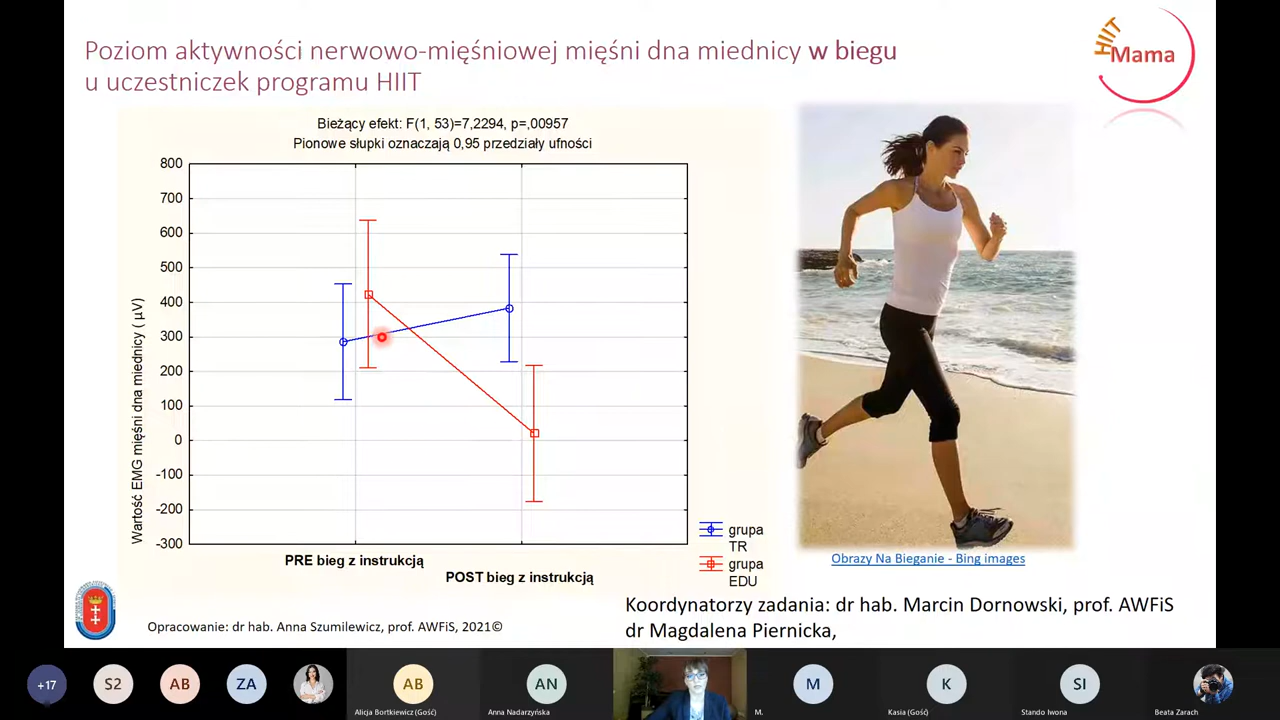 Poziom aktywności nerwowo-mięśniowej mięśni dna miednicy w biegu
u uczestniczek programu HIIT
HIIT
Mama
Bieżący efekt: F(1, 53)=7,2294, p=,00957
Pionowe słupki oznaczają 0,95 przedziały ufności
800
700
600
500
400
300
200
100
0
-100
-200
-300
Wartość EMG mięśni dna miednicy ( µV)
PRE bieg z instrukcją
POST bieg z instrukcją
grupa
TR
grupa
EDU
Obrazy Na Bieganie - Bing images
Koordynatorzy zadania: dr hab. Marcin Dornowski, prof. AWFiS
dr Magdalena Piernicka,
Opracowanie: dr hab. Anna Szumilewicz, prof. AWFiS, 2021©
+17
S2
AB
ZA
AB
Alicja Bortkiewicz (Gość)
AN
Anna Nadarzyńska
M
M.
K
Kasia (Gość)
SI
Stando Iwona
Beata Zarach